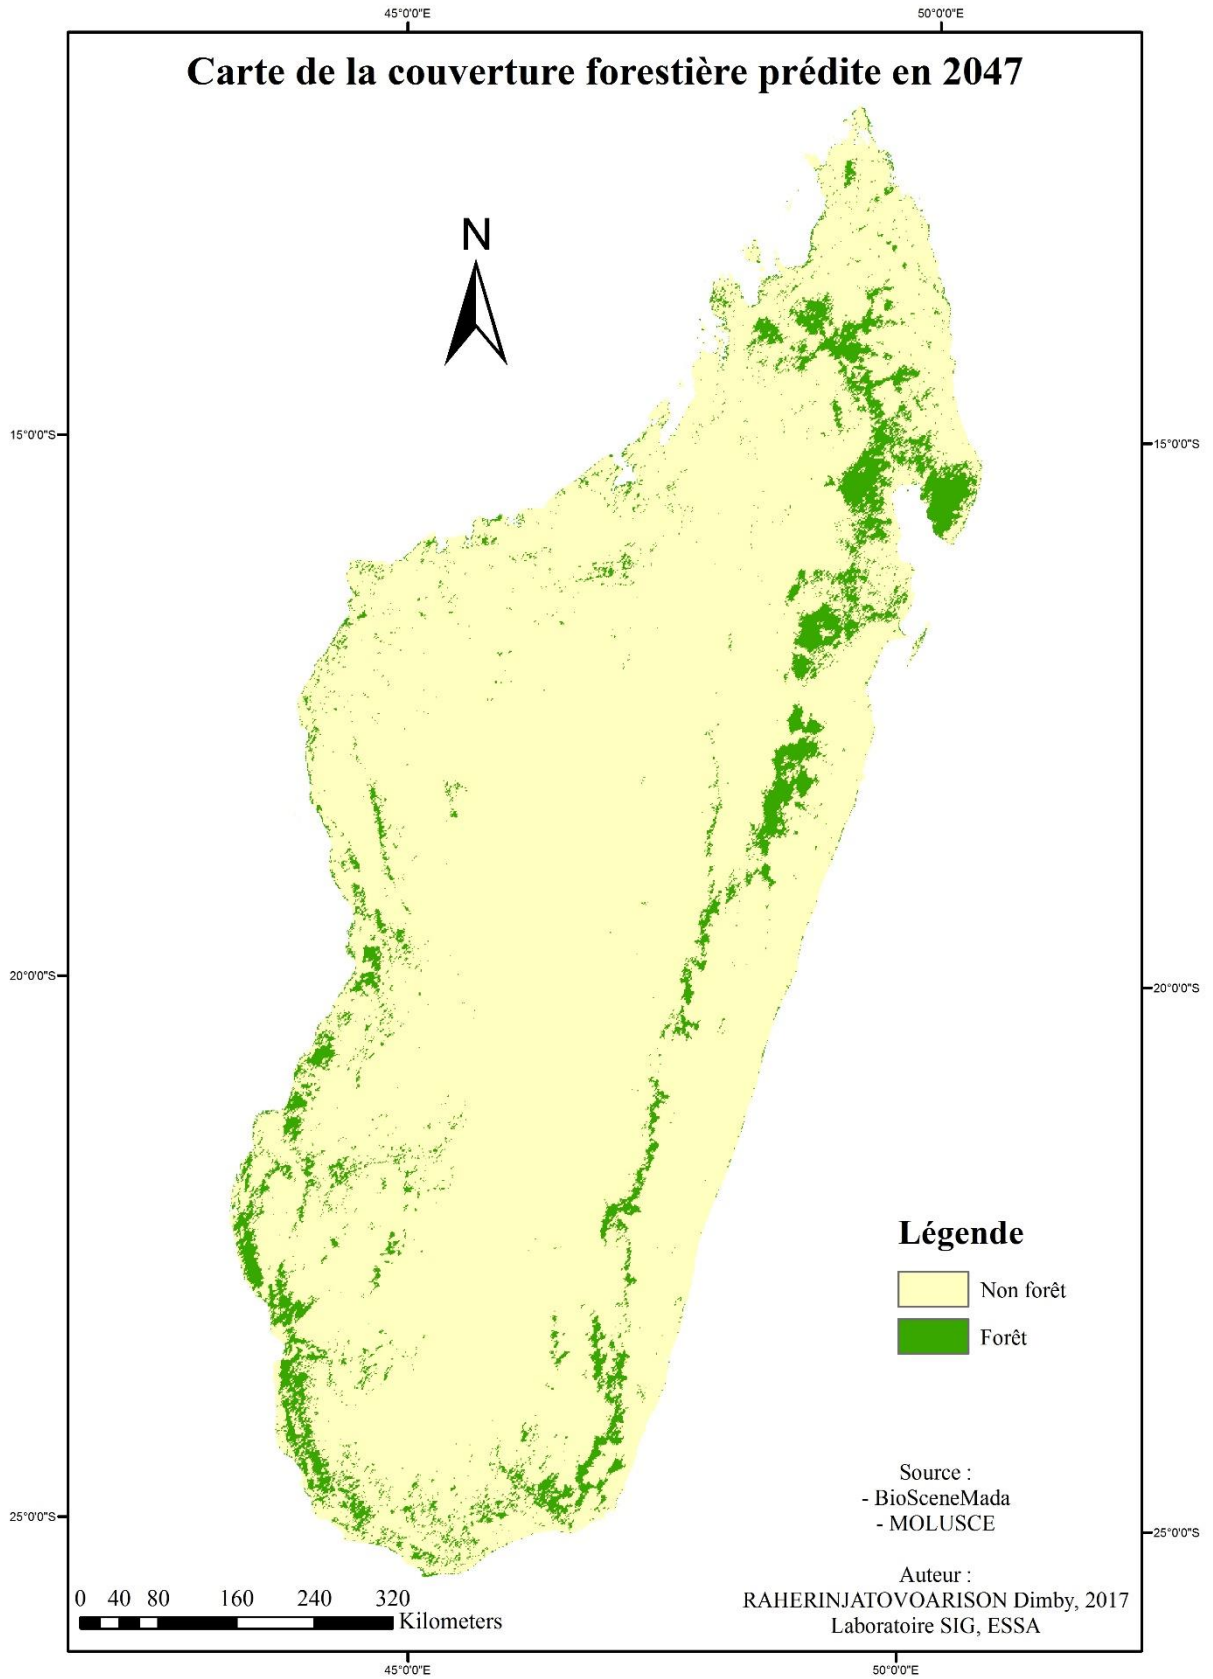 45°0'0"E 50°0'0"E
Carte de la couverture forestière prédite en 2047
N
15°0'0"S 15°0'0"S
20°0'0"S 20°0'0"S
Légende
Non forêt
Forêt
Source :
- BioSceneMada
- MOLUSCE
25°0'0"S 25°0'0"S
Auteur :
RAHERINJATOVOARISON Dimby, 2017
Laboratoire SIG, ESSA
0 40 80 160 240 320
Kilometers
45°0'0"E 50°0'0"E